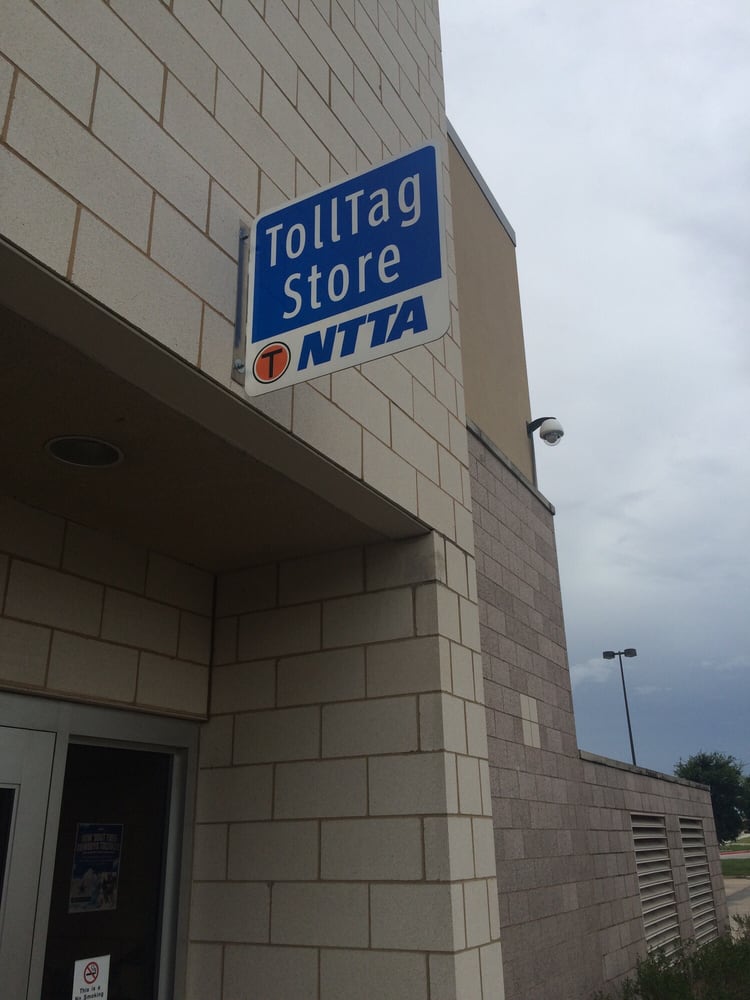 TollTag
Store
T NTTA
This is a
No Smoking